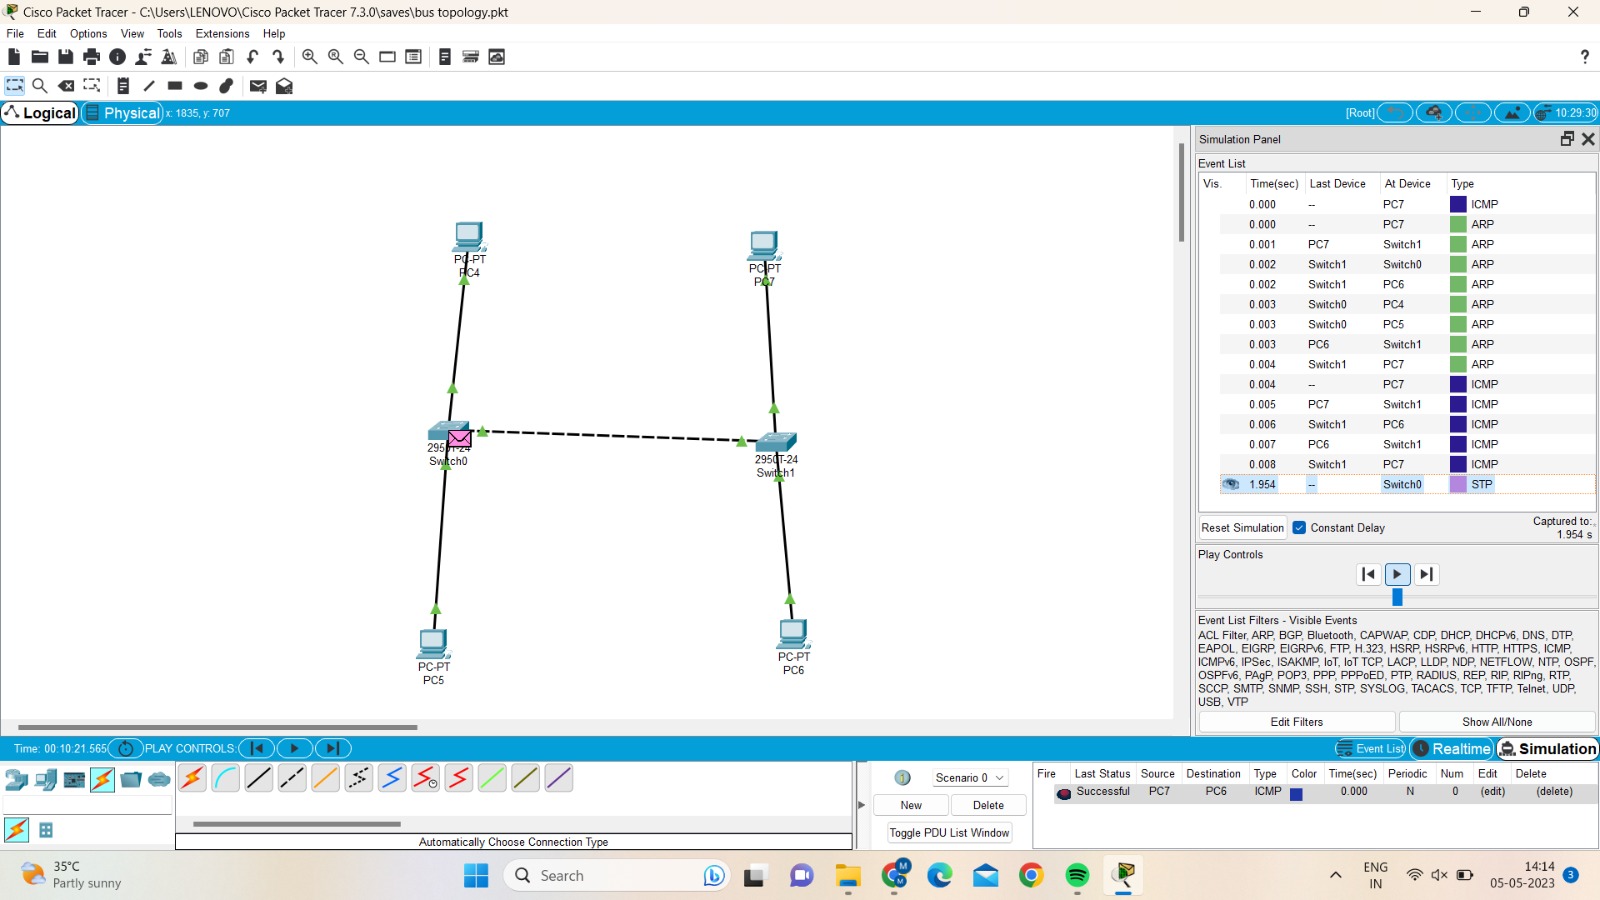 Cisco Packet Tracer - C:\Users\LENOVO\Cisco Packet Tracer 7.3.0\saves\bus topology.pkt
File Edit Options View Tools Extensions Help
Logical Physical x: 1835, y: 707 [Root] 10:29:30
Simulation Panel
Event List
Vis. Time(sec) Last Device At Device Type
0.000 -- PC7 ICMP
0.000 -- PC7 ARP
0.001 PC7 Switch1 ARP
0.002 Switch1 Switch0 ARP
0.002 Switch1 PC6 ARP
0.003 Switch0 PC4 ARP
0.003 Switch0 PC5 ARP
0.003 PC6 Switch1 ARP
0.004 Switch1 PC7 ARP
0.004 -- PC7 ICMP
0.005 PC7 Switch1 ICMP
0.006 Switch1 PC6 ICMP
0.007 PC6 Switch1 ICMP
0.008 Switch1 PC7 ICMP
1.954 -- Switch0 STP
Reset Simulation Constant Delay Captured to:
1.954 s
Play Controls
Event List Filters - Visible Events
ACL Filter, ARP, BGP, Bluetooth, CAPWAP, CDP, DHCP, DHCPv6, DNS, DTP,
EAPOL, EIGRP, EIGRPv6, FTP, H.323, HSRP, HSRPv6, HTTP, HTTPS, ICMP,
ICMPv6, IPSec, ISAKMP, IoT, IoT TCP, LACP, LLDP, NDP, NETFLOW, NTP, OSPF,
OSPFv6, PAgP, POP3, PPP, PPPoED, PTP, RADIUS, REP, RIP, RIPng, RTP,
SCCP, SMTP, SNMP, SSH, STP, SYSLOG, TACACS, TCP, TFTP, Telnet, UDP,
USB, VTP
Edit Filters Show All/None
PC-PT
PC4
PC-PT
PC7
2950T-24
Switch0
2950T-24
Switch1
PC-PT
PC5
PC-PT
PC6
Time: 00:10:21.565 PLAY CONTROLS: Event List Realtime Simulation
Scenario 0
New Delete
Toggle PDU List Window
Fire Last Status Source Destination Type Color Time(sec) Periodic Num Edit Delete
Successful PC7 PC6 ICMP 0.000 N 0 (edit) (delete)
Automatically Choose Connection Type
35°C
Partly sunny
Search
ENG
IN
14:14
05-05-2023
3